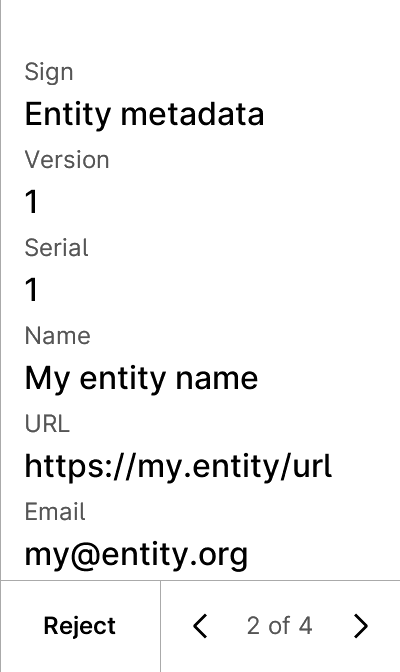 Sign
Entity metadata
Version
1
Serial
1
Name
My entity name
URL
https://my.entity/url
Email
my@entity.org
Reject
2 of 4